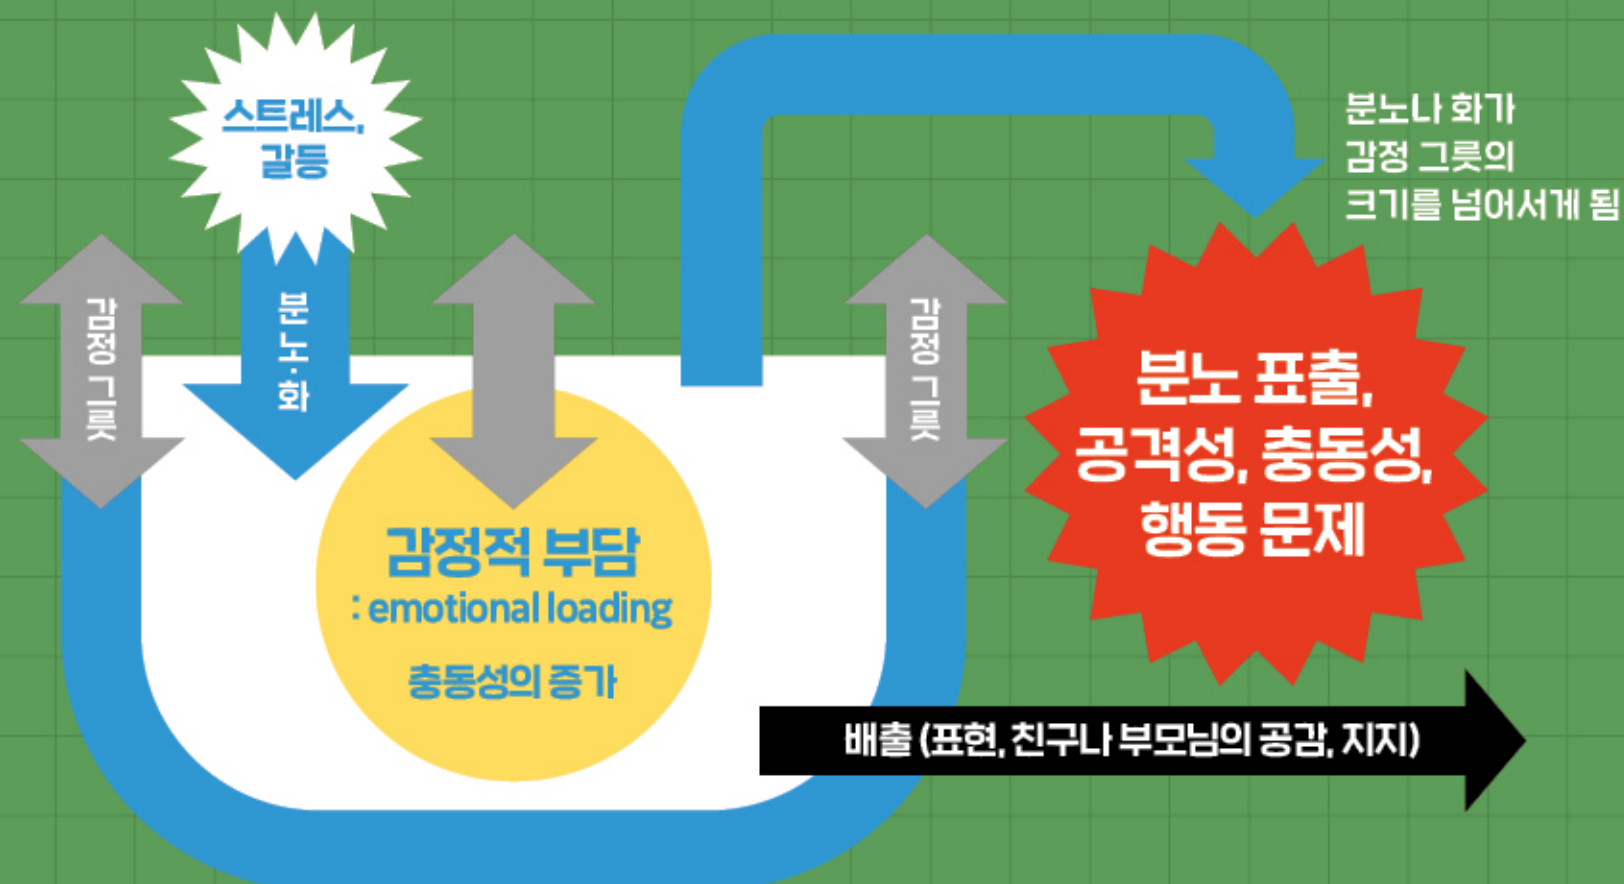 스트레스,
갈등
분노나 화가
감정 그릇의
크기를 넘어서게 됨
감정 그릇
분노·화
감정 그릇
분노 표출,
공격성, 충동성,
행동 문제
감정적 부담
: emotional loading
충동성의 증가
배출 (표현, 친구나 부모님의 공감, 지지)